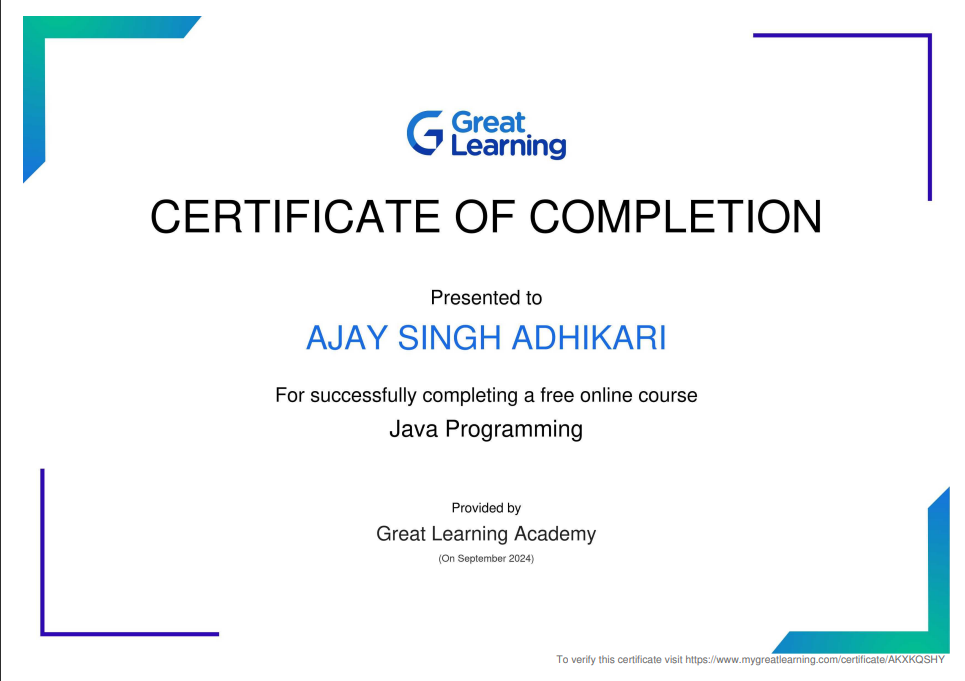 Great
Learning
CERTIFICATE OF COMPLETION
Presented to
AJAY SINGH ADHIKARI
For successfully completing a free online course
Java Programming
Provided by
Great Learning Academy
(On September 2024)
To verify this certificate visit https://www.mygreatlearning.com/certificate/AKXKQSHY